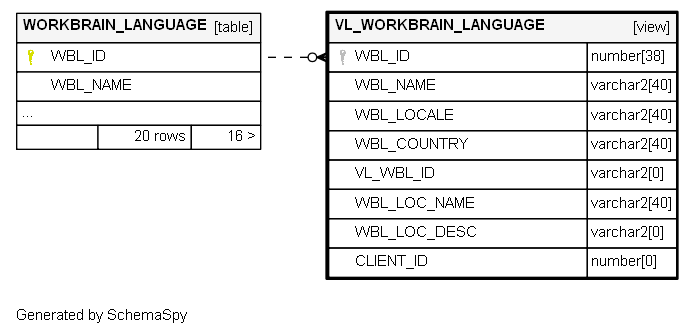 WORKBRAIN_LANGUAGE [table]
WBL_ID
WBL_NAME
...
20 rows 16 >
VL_WORKBRAIN_LANGUAGE [view]
WBL_ID number[38]
WBL_NAME varchar2[40]
WBL_LOCALE varchar2[40]
WBL_COUNTRY varchar2[40]
VL_WBL_ID varchar2[0]
WBL_LOC_NAME varchar2[40]
WBL_LOC_DESC varchar2[0]
CLIENT_ID number[0]
Generated by SchemaSpy